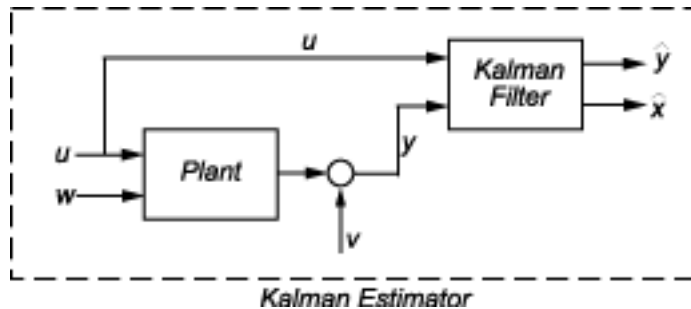 u
Kalman
Filter
ŷ
x̂
u
Plant
y
w
v
Kalman Estimator